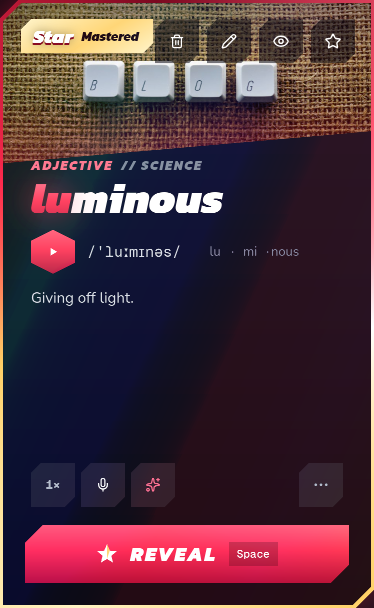 Star Mastered
B L O G
ADJECTIVE // SCIENCE
luminous
/ˈluːmɪnəs/ lu · mi · nous
Giving off light.
1×
REVEAL Space